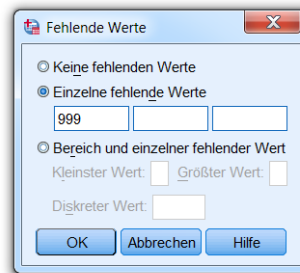 Fehlende Werte
Keine fehlenden Werte
Einzelne fehlende Werte
999
Bereich und einzelner fehlender Wert
Kleinster Wert: Größter Wert:
Diskreter Wert:
OK Abbrechen Hilfe